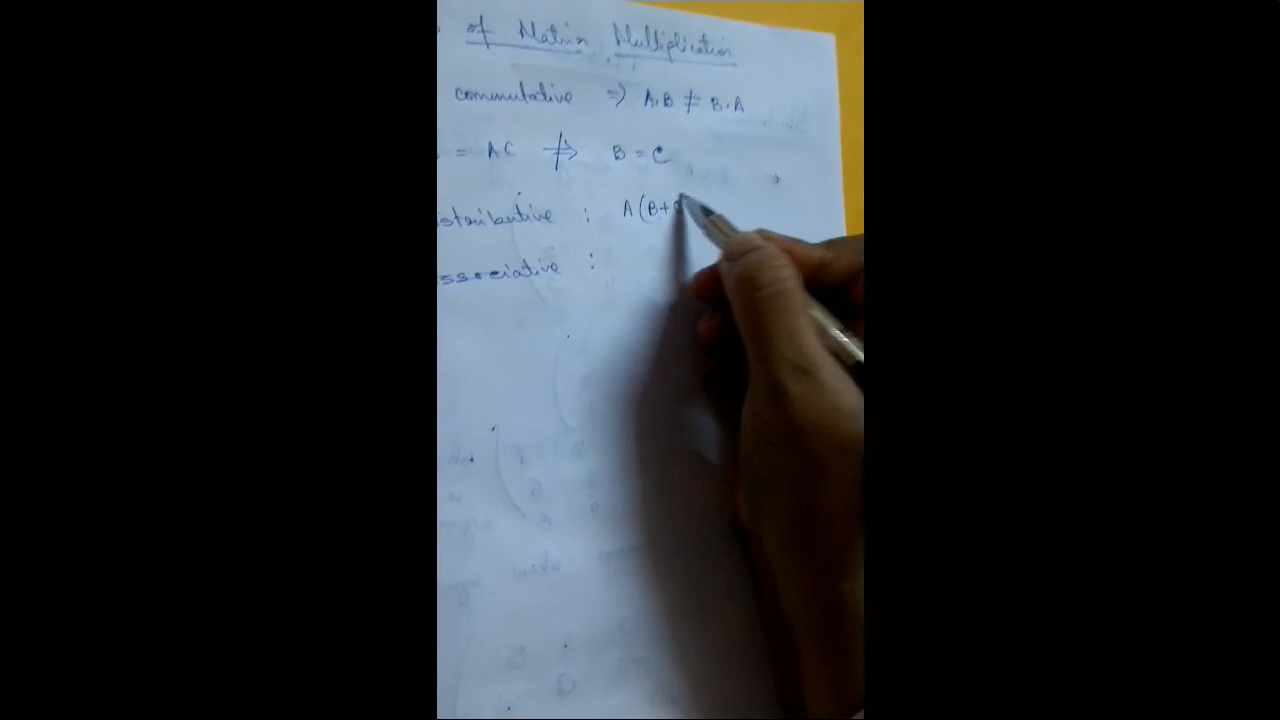 of Matrix Multiplication
commutative => A.B ≠ B.A
= AC ≠> B = C
stributive : A(B+C
ssociative :